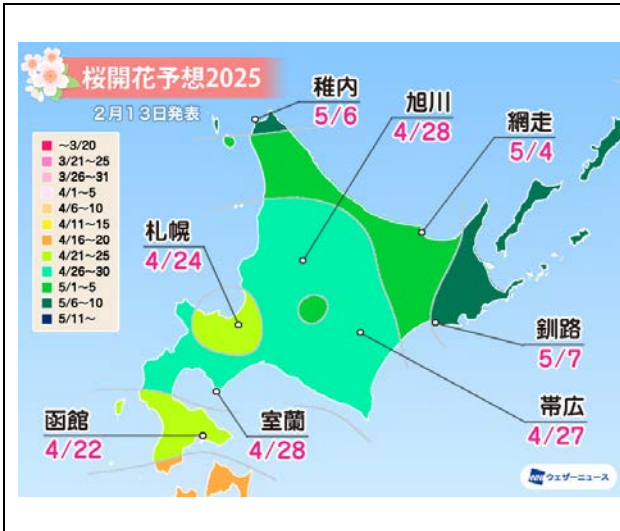 桜開花予想2025
2月13日発表
～3/20
3/21～25
3/26～31
4/1～5
4/6～10
4/11～15
4/16～20
4/21～25
4/26～30
5/1～5
5/6～10
5/11～
稚内
5/6
旭川
4/28
網走
5/4
札幌
4/24
釧路
5/7
帯広
4/27
室蘭
4/28
函館
4/22
WNI ウェザーニュース